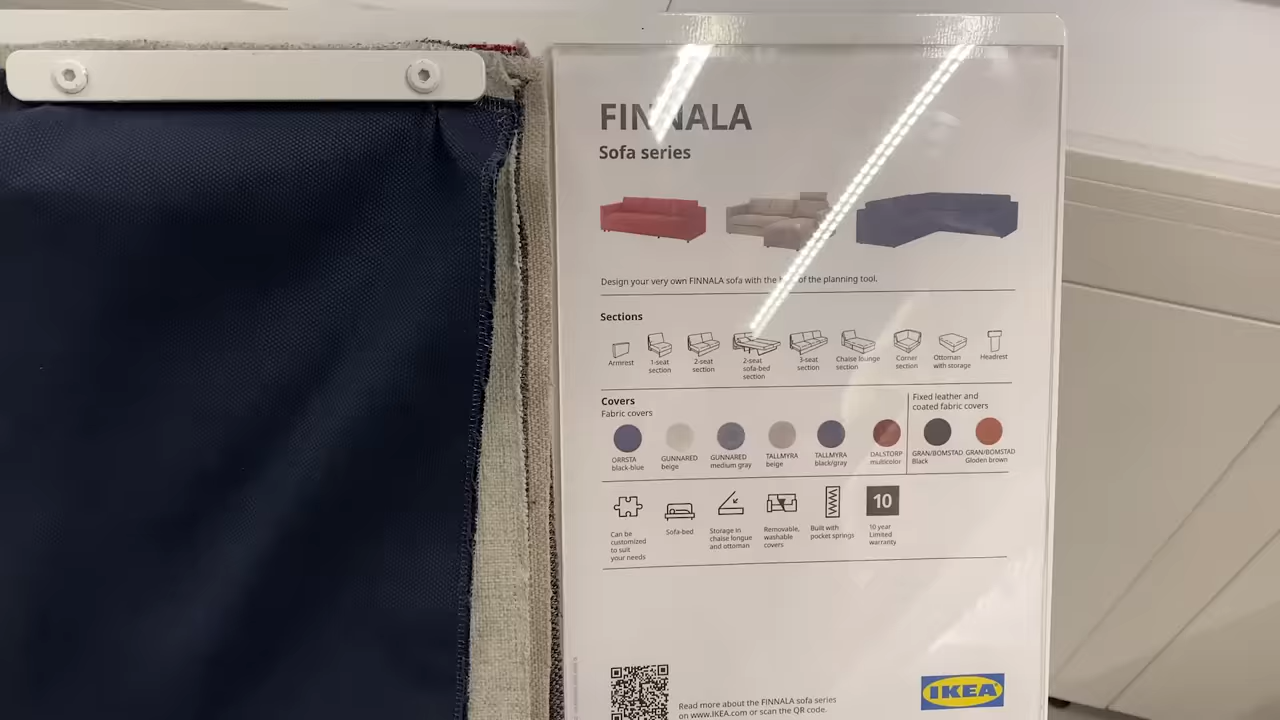 FINNALA
Sofa series
Design your very own FINNALA sofa with the of the planning tool.
Sections
Armrest
1-seat
section
2-seat
section
2-seat
sofa-bed
section
3-seat
section
Chaise lounge
section
Corner
section
Ottoman
with storage
Headrest
Covers
Fabric covers
Fixed leather and
coated fabric covers
ORRSTA
black-blue
GUNNARED
beige
GUNNARED
medium gray
TALLMYRA
beige
TALLMYRA
black/gray
DALSTORP
multicolor
GRAN/BOMSTAD
Black
GRAN/BOMSTAD
Gloden brown
Can be
customized
to suit
your needs
Sofa-bed
Storage in
chaise longue
and ottoman
Removable,
washable
covers
Built with
pocket springs
10
10 year
Limited
warranty
Read more about the FINNALA sofa series
on www.IKEA.com or scan the QR code.
IKEA